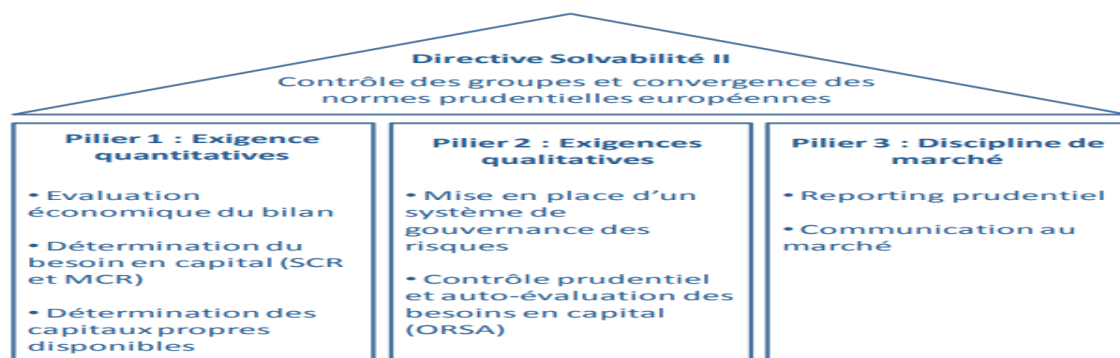 Directive Solvabilité II
Contrôle des groupes et convergence des
normes prudentielles européennes
Pilier 1 : Exigence
quantitatives
• Evaluation
économique du bilan
• Détermination du
besoin en capital (SCR
et MCR)
• Détermination des
capitaux propres
disponibles
Pilier 2 : Exigences
qualitatives
• Mise en place d’un
système de
gouvernance des
risques
• Contrôle prudentiel
et auto-évaluation des
besoins en capital
(ORSA)
Pilier 3 : Discipline de
marché
• Reporting prudentiel
• Communication au
marché